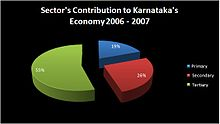 Sector's Contribution to Karnataka's
Economy 2006 - 2007
19%
55%
26%
Primary
Secondary
Tertiary